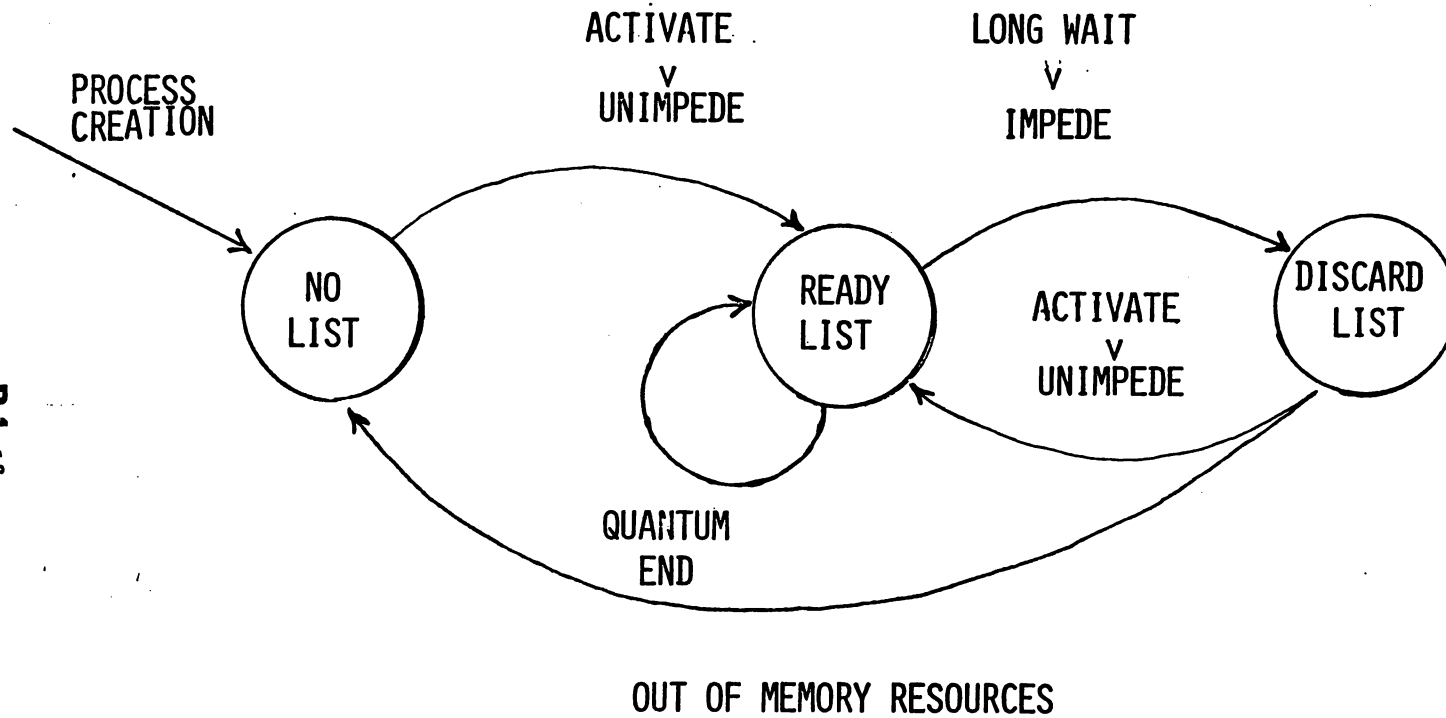 ACTIVATE
v
UNIMPEDE
LONG WAIT
v
IMPEDE
PROCESS
CREATION
NO
LIST
READY
LIST
ACTIVATE
v
UNIMPEDE
DISCARD
LIST
QUANTUM
END
OUT OF MEMORY RESOURCES